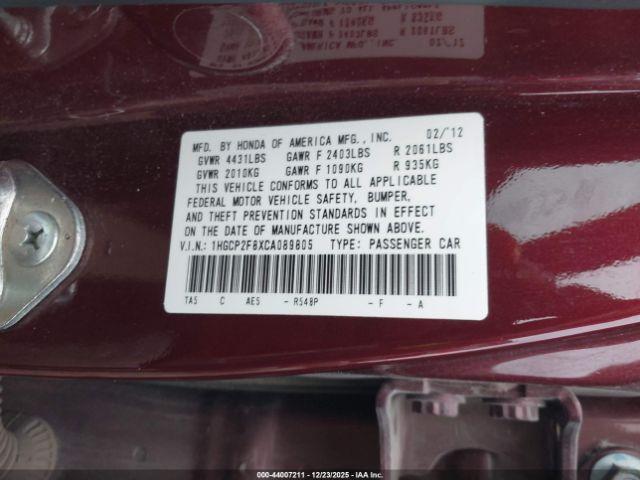 MFD. BY HONDA OF AMERICA MFG., INC. 02/'12
GVWR 4431LBS GAWR F 2403LBS R 2061LBS
GVWR 2010KG GAWR F 1090KG R 935KG
THIS VEHICLE CONFORMS TO ALL APPLICABLE
FEDERAL MOTOR VEHICLE SAFETY, BUMPER,
AND THEFT PREVENTION STANDARDS IN EFFECT
ON THE DATE OF MANUFACTURE SHOWN ABOVE.
V.I.N.: 1HGCP2F8XCA089805 TYPE: PASSENGER CAR
TA5 C AE5 - R548P - F - A
000-44007211 - 12/23/2025 - IAA Inc.